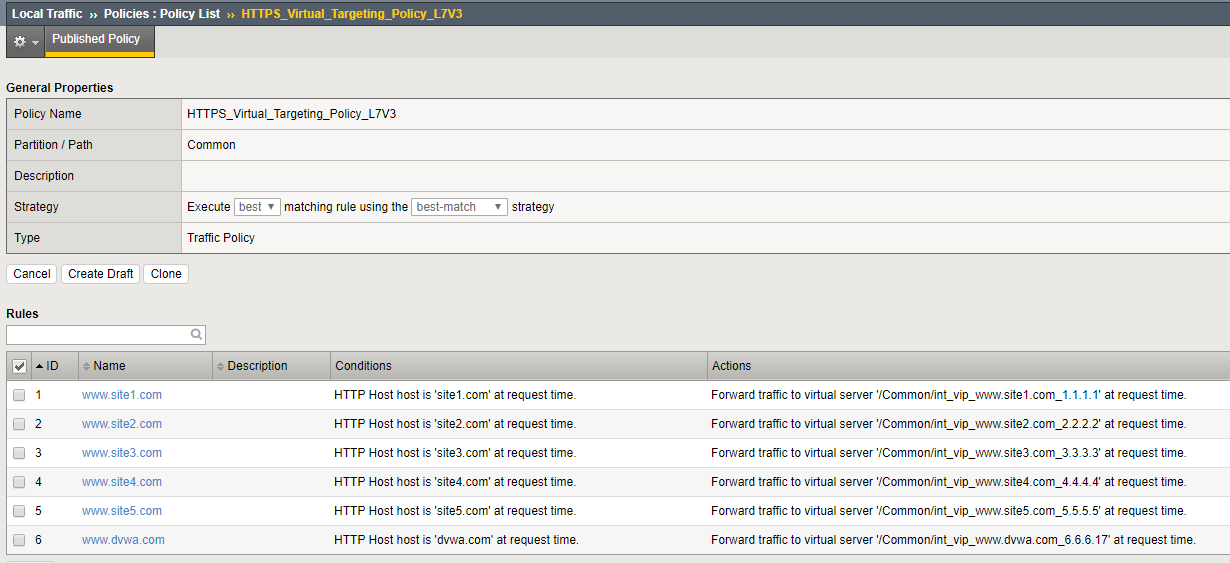 Local Traffic ›› Policies : Policy List ›› HTTPS_Virtual_Targeting_Policy_L7V3
Published Policy
General Properties
Policy Name HTTPS_Virtual_Targeting_Policy_L7V3
Partition / Path Common
Description
Strategy Execute best matching rule using the best-match strategy
Type Traffic Policy
Cancel Create Draft Clone
Rules
ID Name Description Conditions Actions
1 www.site1.com HTTP Host host is 'site1.com' at request time. Forward traffic to virtual server '/Common/int_vip_www.site1.com_1.1.1.1' at request time.
2 www.site2.com HTTP Host host is 'site2.com' at request time. Forward traffic to virtual server '/Common/int_vip_www.site2.com_2.2.2.2' at request time.
3 www.site3.com HTTP Host host is 'site3.com' at request time. Forward traffic to virtual server '/Common/int_vip_www.site3.com_3.3.3.3' at request time.
4 www.site4.com HTTP Host host is 'site4.com' at request time. Forward traffic to virtual server '/Common/int_vip_www.site4.com_4.4.4.4' at request time.
5 www.site5.com HTTP Host host is 'site5.com' at request time. Forward traffic to virtual server '/Common/int_vip_www.site5.com_5.5.5.5' at request time.
6 www.dvwa.com HTTP Host host is 'dvwa.com' at request time. Forward traffic to virtual server '/Common/int_vip_www.dvwa.com_6.6.6.17' at request time.